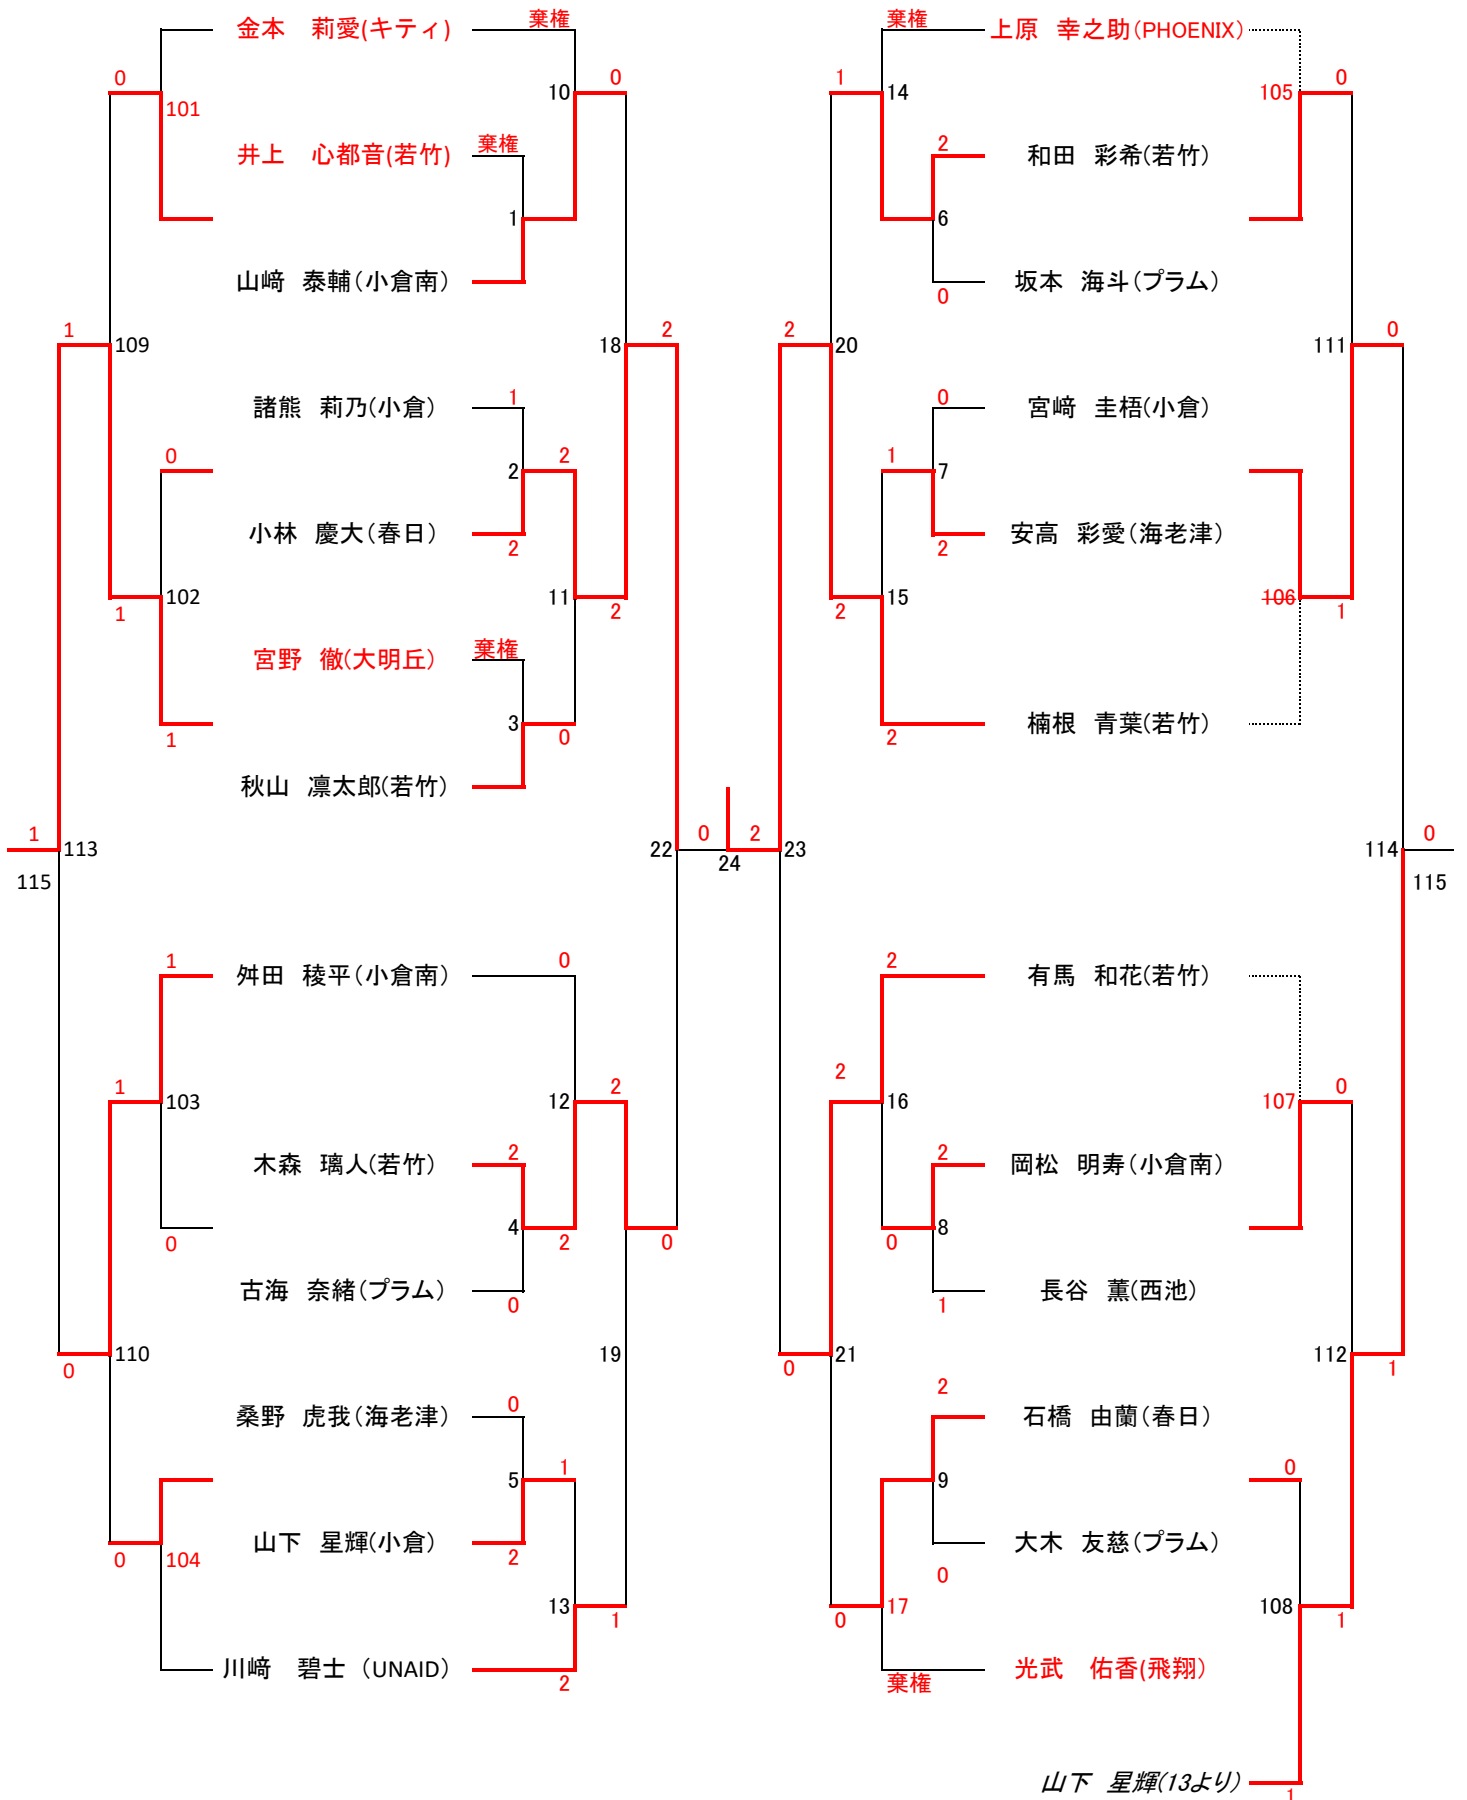 棄権 棄権
金本　莉愛(キティ) 上原　幸之助(PHOENIX)
0 0 1 0
101 10 14 105
井上　心都音(若竹) 棄権 2 和田　彩希(若竹)
1 6
山﨑　泰輔(小倉南) 0 坂本　海斗(プラム)
1 2 2 0
109 18 20 111
諸熊　莉乃(小倉) 1 0 宮﨑　圭梧(小倉)
0 2 2 1 7
小林　慶大(春日) 2 2 安高　彩愛(海老津)
102 11 15 106
1 2 2 1
宮野　徹(大明丘) 棄権
1 3 0 2 楠根　青葉(若竹)
秋山　凛太郎(若竹)
1 0 2 0
113 22 24 23 114
115 115
1 舛田　稜平(小倉南) 0 2 有馬　和花(若竹)
1 2 2 0
103 12 16 107
木森　璃人(若竹) 2 2 岡松　明寿(小倉南)
4 8
0 2 0 0
古海　奈緒(プラム) 0 1 長谷　薫(西池)
110 19 21 112
0 0 1
桑野　虎我(海老津) 0 2 石橋　由蘭(春日)
5 1 9 0
山下　星輝(小倉) 2 大木　友慈(プラム)
0 104 0
13 17 108
1 0 1
川﨑　碧士（UNAID） 2 棄権 光武　佑香(飛翔)
山下　星輝(13より)
1